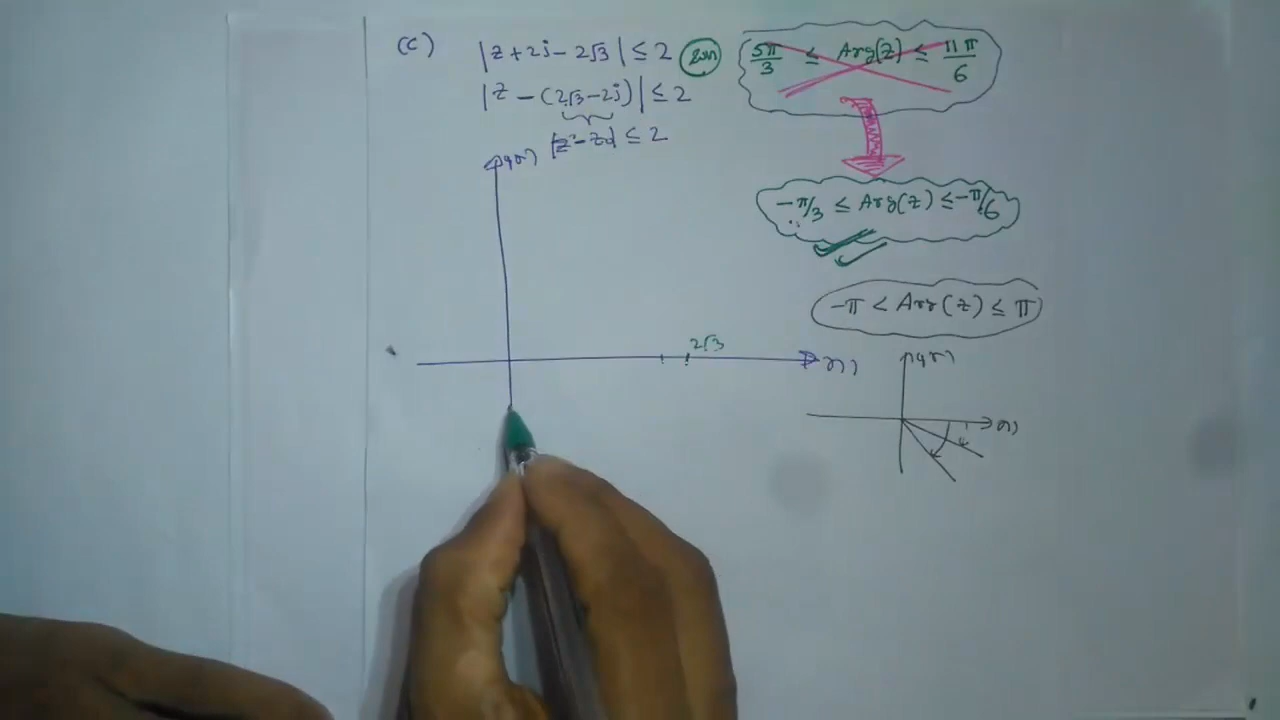 (c) |z + 2i - 2√3| ≤ 2
|z - (2√3 - 2i)| ≤ 2
|z - z₀| ≤ 2
5π/3 ≤ Arg(z) ≤ 11π/6
-π/3 ≤ Arg(z) ≤ -π/6
-π < Arg(z) ≤ π
2√3